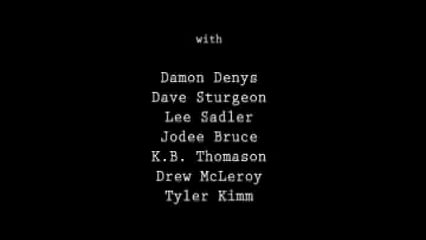 with
Damon Denys
Dave Sturgeon
Lee Sadler
Jodee Bruce
K.B. Thomason
Drew McLeroy
Tyler Kimm